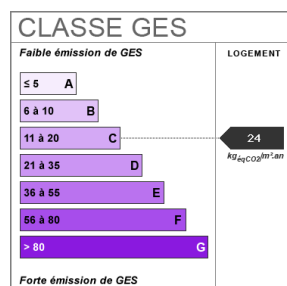 CLASSE GES
Faible émission de GES
LOGEMENT
≤ 5 A
6 à 10 B
11 à 20 C
24
kgéqCO2/m².an
21 à 35 D
36 à 55 E
56 à 80 F
> 80 G
Forte émission de GES